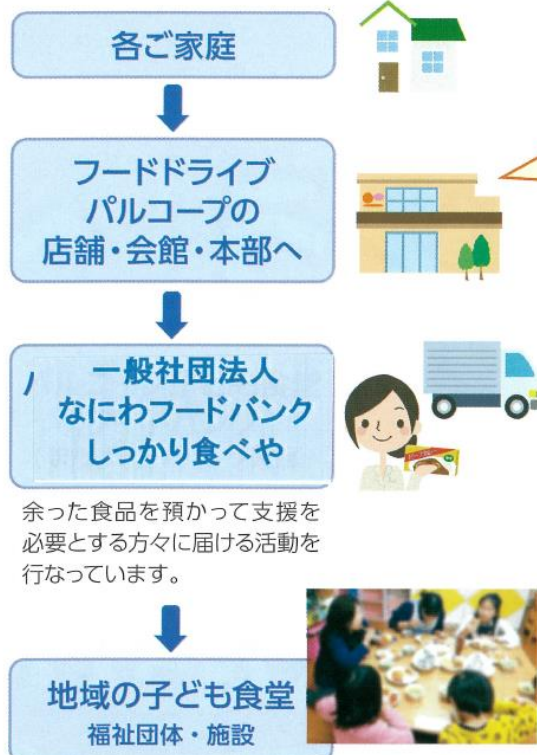 各ご家庭
フードドライブ
パルコープの
店舗・会館・本部へ
一般社団法人
なにわフードバンク
しっかり食べや
余った食品を預かって支援を
必要とする方々に届ける活動を
行なっています。
地域の子ども食堂
福祉団体・施設